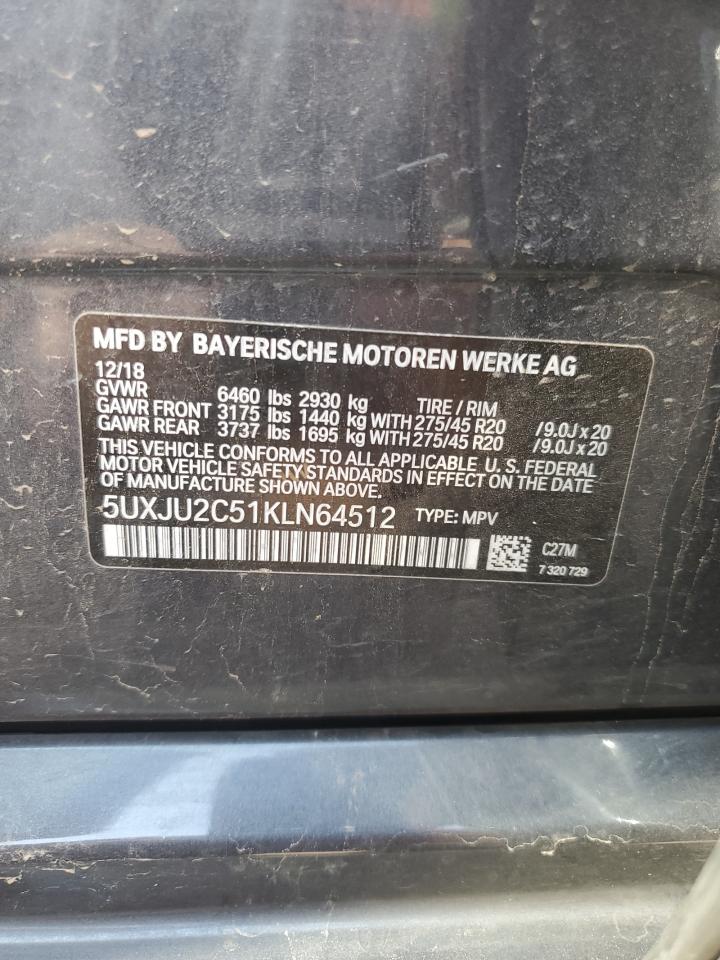 MFD BY BAYERISCHE MOTOREN WERKE AG
12/18
GVWR 6460 lbs 2930 kg TIRE / RIM
GAWR FRONT 3175 lbs 1440 kg WITH 275/45 R20 /9.0J x 20
GAWR REAR 3737 lbs 1695 kg WITH 275/45 R20 /9.0J x 20
THIS VEHICLE CONFORMS TO ALL APPLICABLE U. S. FEDERAL
MOTOR VEHICLE SAFETY STANDARDS IN EFFECT ON THE DATE
OF MANUFACTURE SHOWN ABOVE.
5UXJU2C51KLN64512 TYPE: MPV
C27M
7 320 729